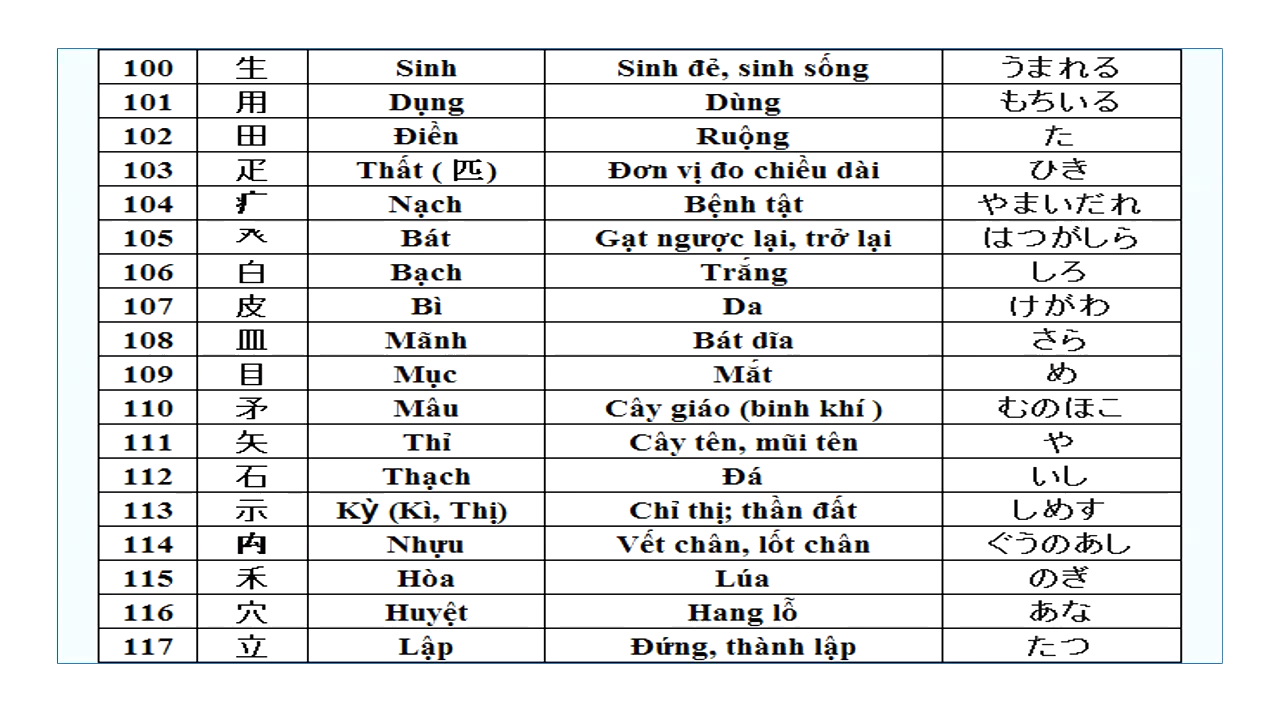 100 生 Sinh Sinh đẻ, sinh sống うまれる
101 用 Dụng Dùng もちいる
102 田 Điền Ruộng た
103 疋 Thất ( 匹) Đơn vị đo chiều dài ひき
104 疒 Nạch Bệnh tật やまいだれ
105 癶 Bát Gạt ngược lại, trở lại はつがしら
106 白 Bạch Trắng しろ
107 皮 Bì Da けがわ
108 皿 Mãnh Bát dĩa さら
109 目 Mục Mắt め
110 矛 Mâu Cây giáo (binh khí ) むのほこ
111 矢 Thỉ Cây tên, mũi tên や
112 石 Thạch Đá いし
113 示 Kỳ (Kì, Thị) Chỉ thị; thần đất しめす
114 禸 Nhựu Vết chân, lốt chân ぐうのあし
115 禾 Hòa Lúa のぎ
116 穴 Huyệt Hang lỗ あな
117 立 Lập Đứng, thành lập たつ